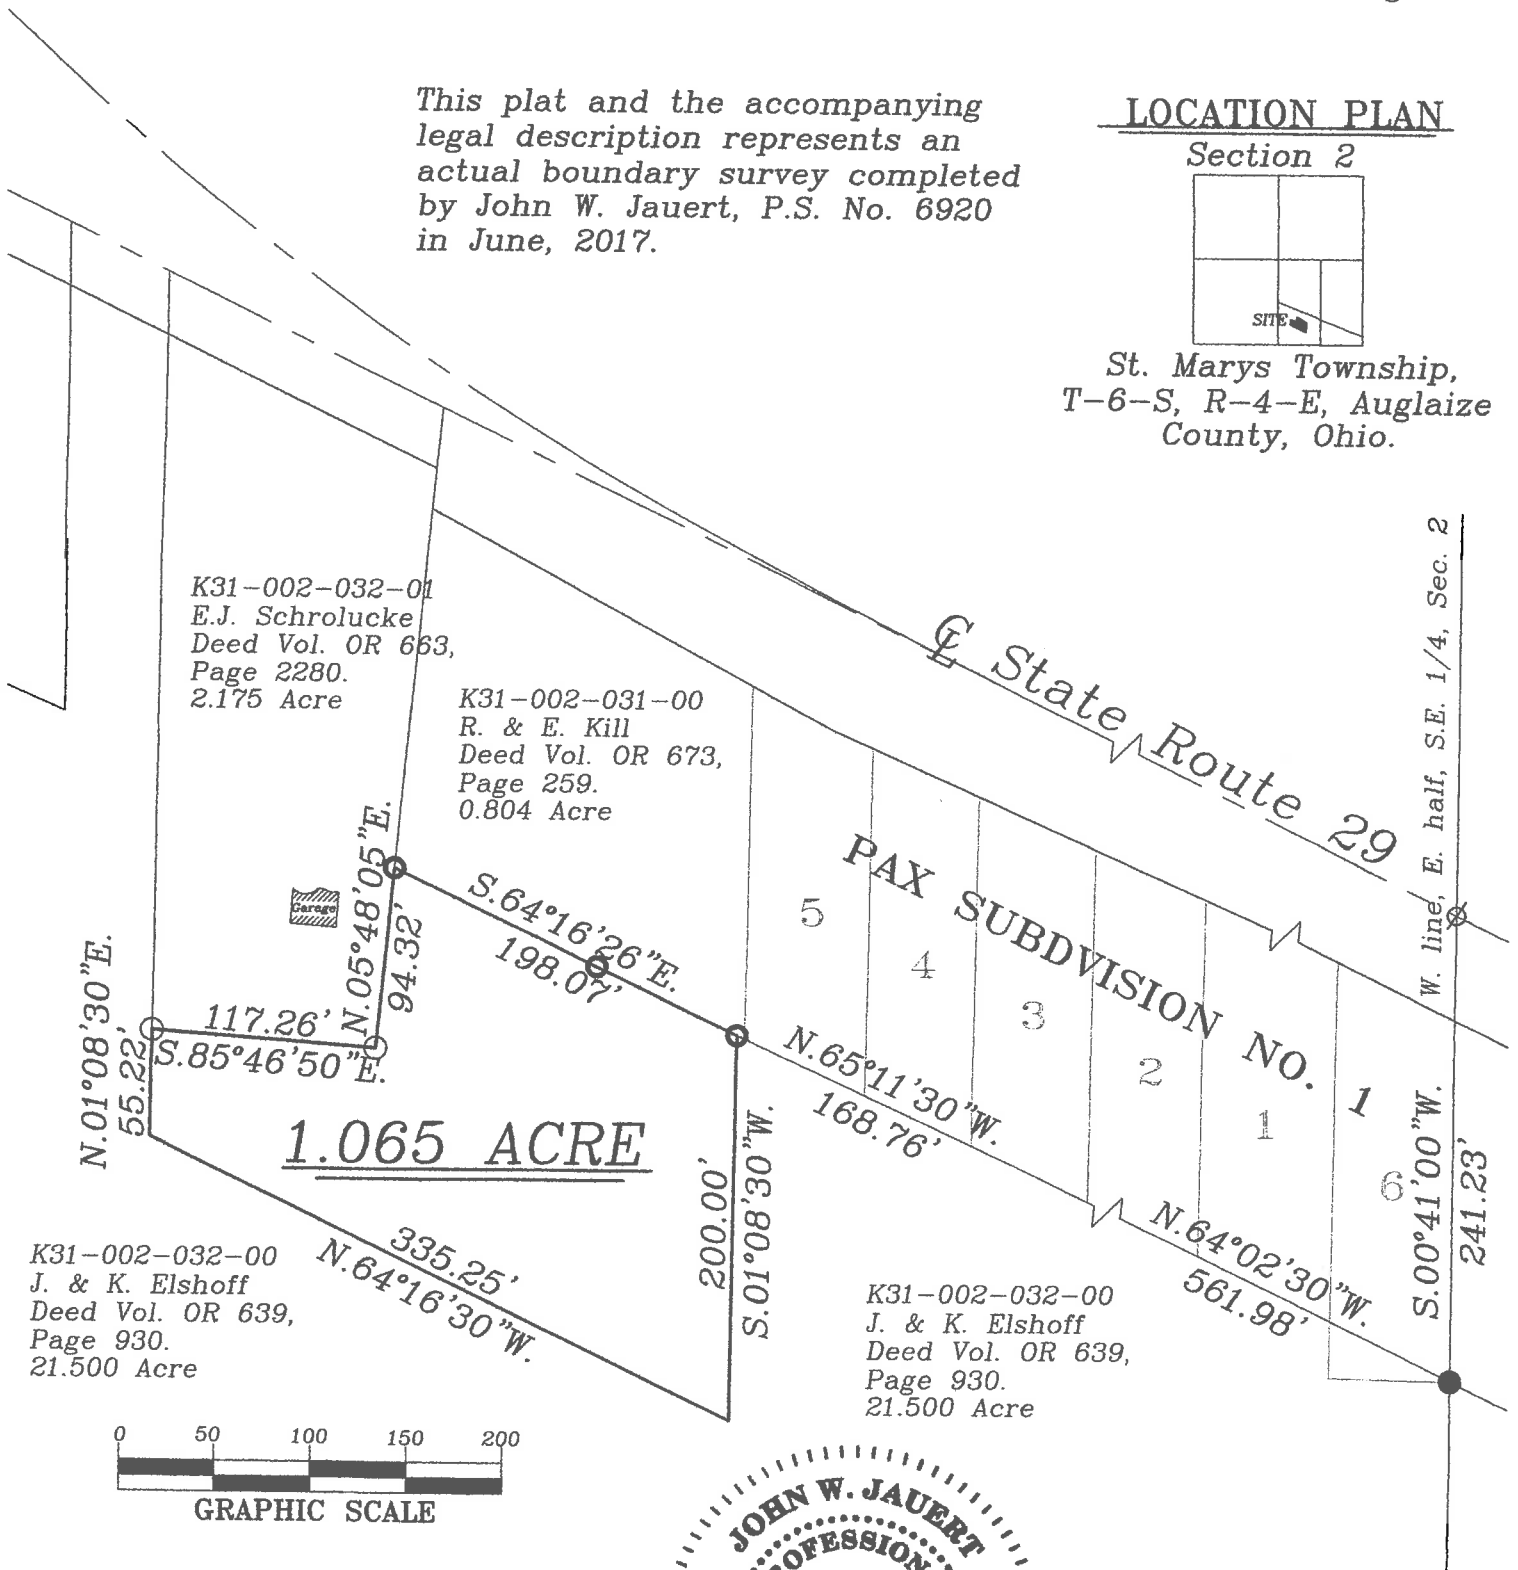 This plat and the accompanying
legal description represents an
actual boundary survey completed
by John W. Jauert, P.S. No. 6920
in June, 2017.
LOCATION PLAN
Section 2
SITE
St. Marys Township,
T-6-S, R-4-E, Auglaize
County, Ohio.
W. line, E. half, S.E. 1/4, Sec. 2
K31-002-032-01
E.J. Schrolucke
Deed Vol. OR 663,
Page 2280.
2.175 Acre
K31-002-031-00
R. & E. Kill
Deed Vol. OR 673,
Page 259.
0.804 Acre
℄ State Route 29
PAX SUBDVISION NO. 1
5
4
3
2
1
6
Garage
N.05°48'05"E.
94.32'
S.64°16'26"E.
198.07'
N.01°08'30"E.
55.22'
117.26'
S.85°46'50"E.
N.65°11'30"W.
168.76'
1.065 ACRE
200.00'
S.01°08'30"W.
S.00°41'00"W.
241.23'
N.64°02'30"W.
561.98'
335.25'
N.64°16'30"W.
K31-002-032-00
J. & K. Elshoff
Deed Vol. OR 639,
Page 930.
21.500 Acre
K31-002-032-00
J. & K. Elshoff
Deed Vol. OR 639,
Page 930.
21.500 Acre
0 50 100 150 200
GRAPHIC SCALE
JOHN W. JAUERT